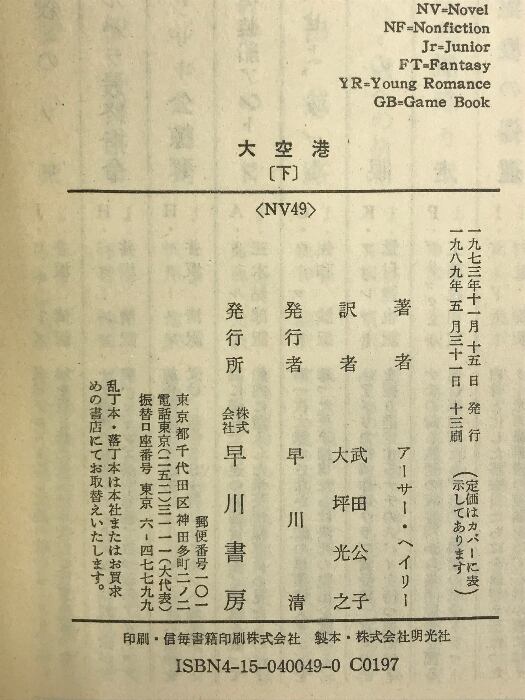 NV=Novel
NF=Nonfiction
Jr=Junior
FT=Fantasy
YR=Young Romance
GB=Game Book
大空港
〔下〕
〈NV49〉
一九七三年十一月十五日 発行
一九八九年五月三十一日 十三刷
(定価はカバーに表
示してあります)
著者 アーサー・ヘイリー
訳者 武田公子
大坪光之
発行者 早川清
発行所 株式会社 早川書房
郵便番号一〇一
東京都千代田区神田多町二ノ二
電話東京(二五二)三一一一(大代表)
振替口座番号 東京 六-四七七九九
乱丁本・落丁本は本社またはお買求
めの書店にてお取替えいたします。
印刷・信毎書籍印刷株式会社 製本・株式会社明光社
ISBN4-15-040049-0 C0197